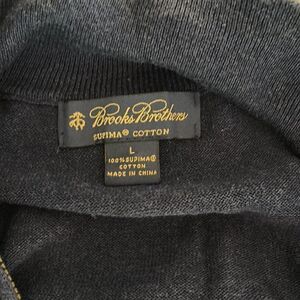 Brooks Brothers
SUPIMA® COTTON
L
100% SUPIMA®
COTTON
MADE IN CHINA